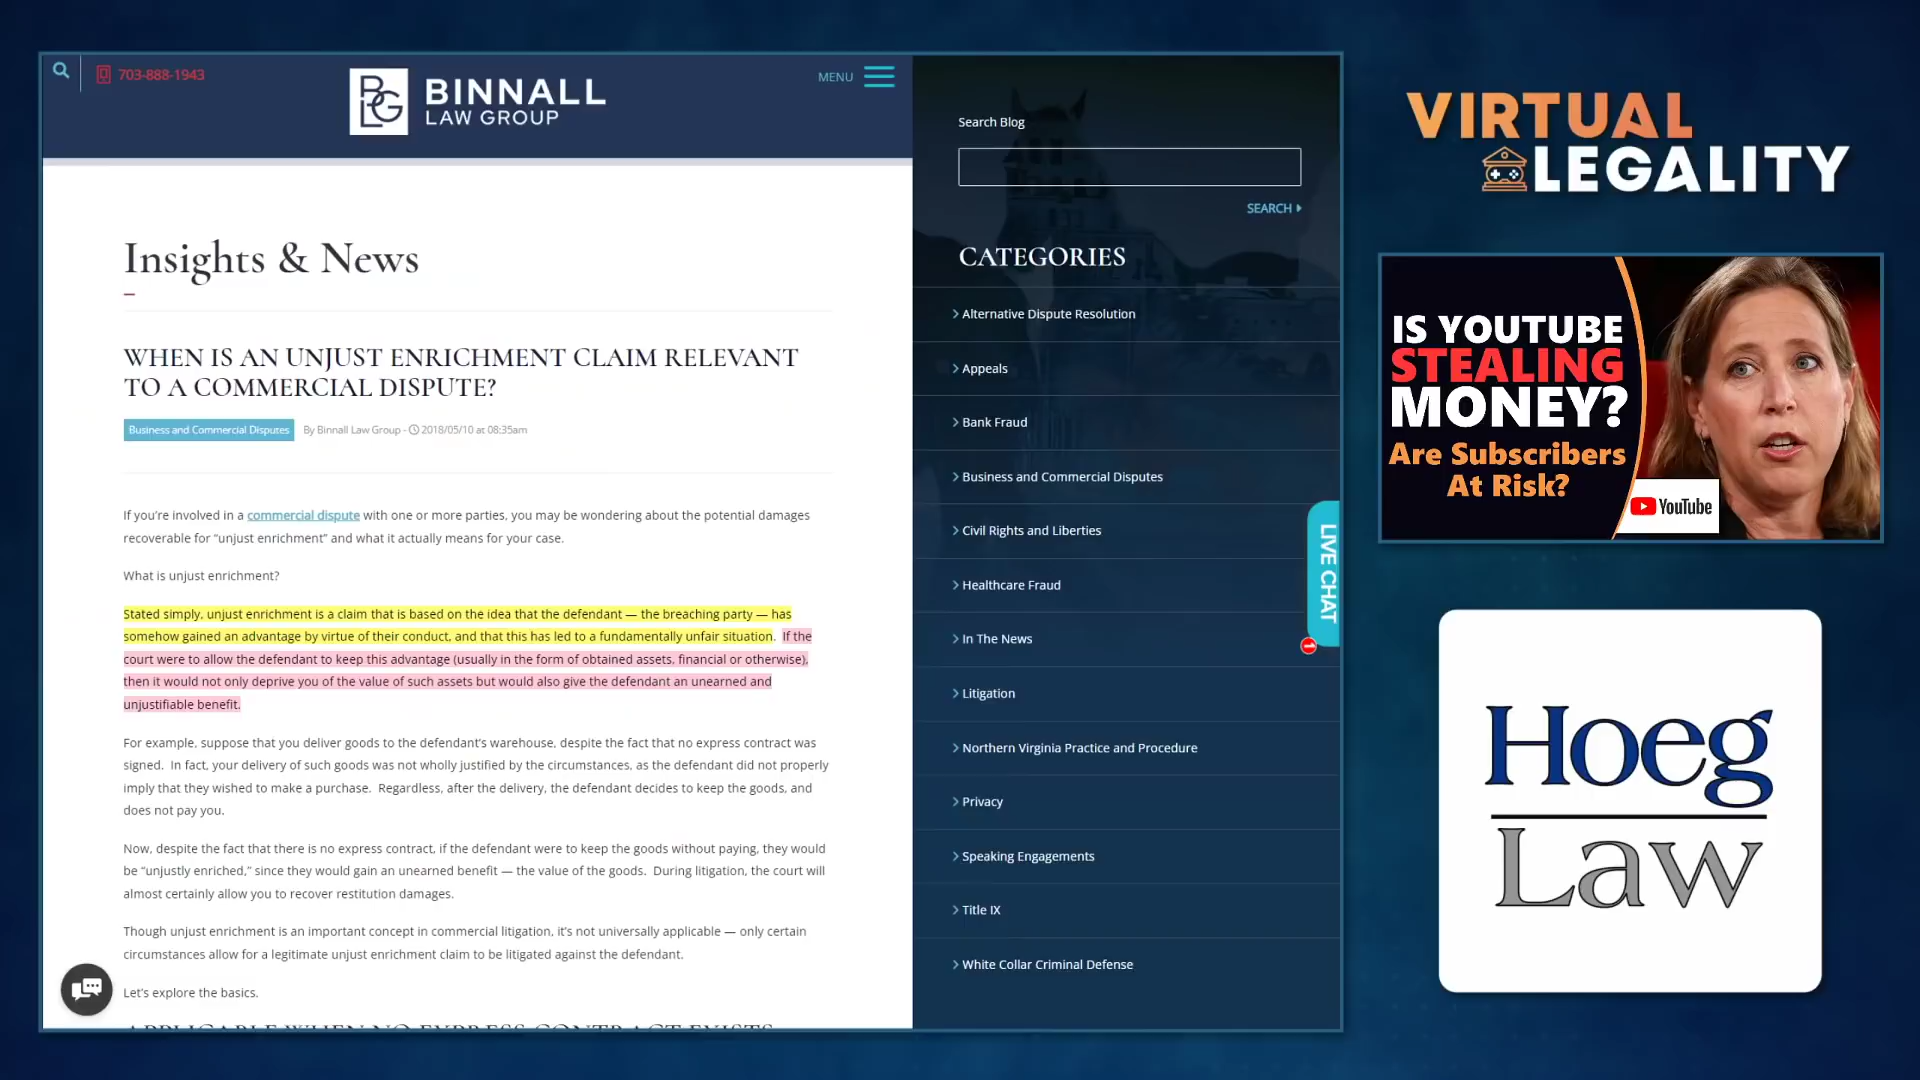 703-888-1943
BLG
BINNALL
LAW GROUP
MENU
Insights & News
WHEN IS AN UNJUST ENRICHMENT CLAIM RELEVANT
TO A COMMERCIAL DISPUTE?
Business and Commercial Disputes By Binnall Law Group - 2018/05/10 at 08:35am
If you're involved in a commercial dispute with one or more parties, you may be wondering about the potential damages
recoverable for “unjust enrichment” and what it actually means for your case.
What is unjust enrichment?
Stated simply, unjust enrichment is a claim that is based on the idea that the defendant — the breaching party — has
somehow gained an advantage by virtue of their conduct, and that this has led to a fundamentally unfair situation. If the
court were to allow the defendant to keep this advantage (usually in the form of obtained assets, financial or otherwise),
then it would not only deprive you of the value of such assets but would also give the defendant an unearned and
unjustifiable benefit.
For example, suppose that you deliver goods to the defendant's warehouse, despite the fact that no express contract was
signed. In fact, your delivery of such goods was not wholly justified by the circumstances, as the defendant did not properly
imply that they wished to make a purchase. Regardless, after the delivery, the defendant decides to keep the goods, and
does not pay you.
Now, despite the fact that there is no express contract, if the defendant were to keep the goods without paying, they would
be “unjustly enriched,” since they would gain an unearned benefit — the value of the goods. During litigation, the court will
almost certainly allow you to recover restitution damages.
Though unjust enrichment is an important concept in commercial litigation, it's not universally applicable — only certain
circumstances allow for a legitimate unjust enrichment claim to be litigated against the defendant.
Let's explore the basics.
APPLICABLE WHEN NO EXPRESS CONTRACT EXISTS
Search Blog
SEARCH
CATEGORIES
Alternative Dispute Resolution
Appeals
Bank Fraud
Business and Commercial Disputes
Civil Rights and Liberties
Healthcare Fraud
In The News
Litigation
Northern Virginia Practice and Procedure
Privacy
Speaking Engagements
Title IX
White Collar Criminal Defense
LIVE CHAT
1
VIRTUAL
LEGALITY
IS YOUTUBE
STEALING
MONEY?
Are Subscribers
At Risk?
YouTube
Hoeg
Law